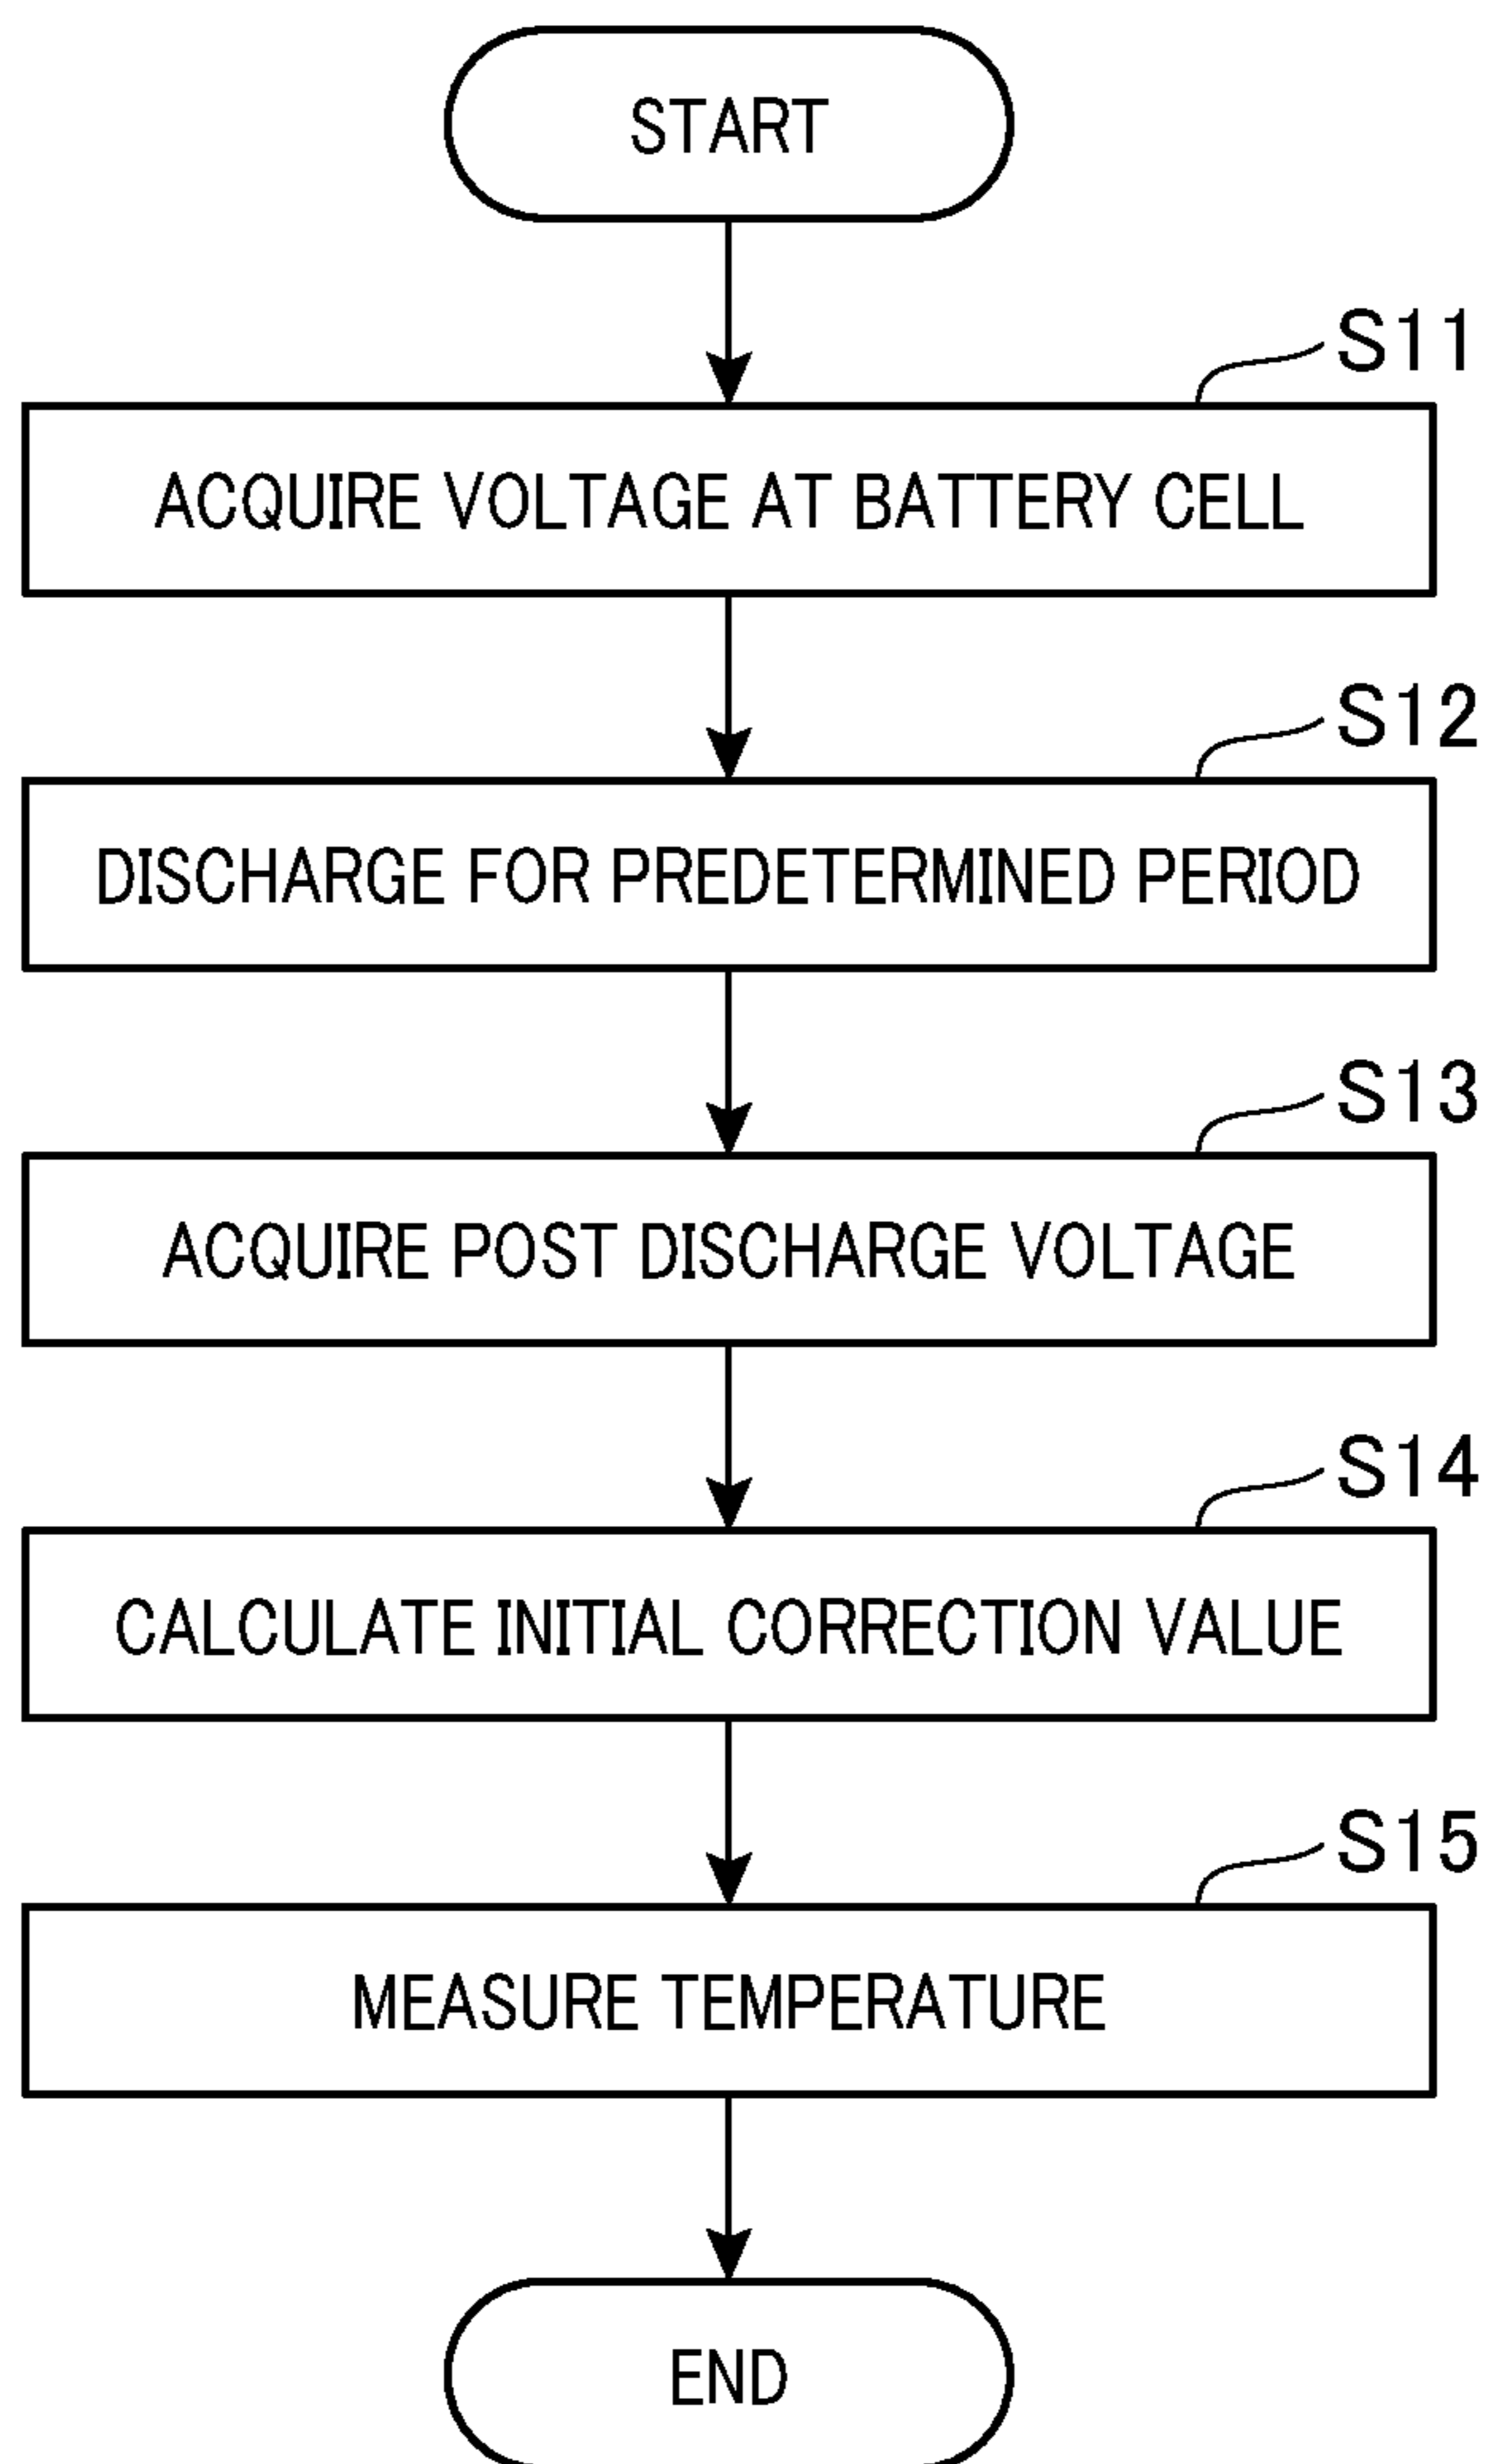 START
S11
ACQUIRE VOLTAGE AT BATTERY CELL
S12
DISCHARGE FOR PREDETERMINED PERIOD
S13
ACQUIRE POST DISCHARGE VOLTAGE
S14
CALCULATE INITIAL CORRECTION VALUE
S15
MEASURE TEMPERATURE
END